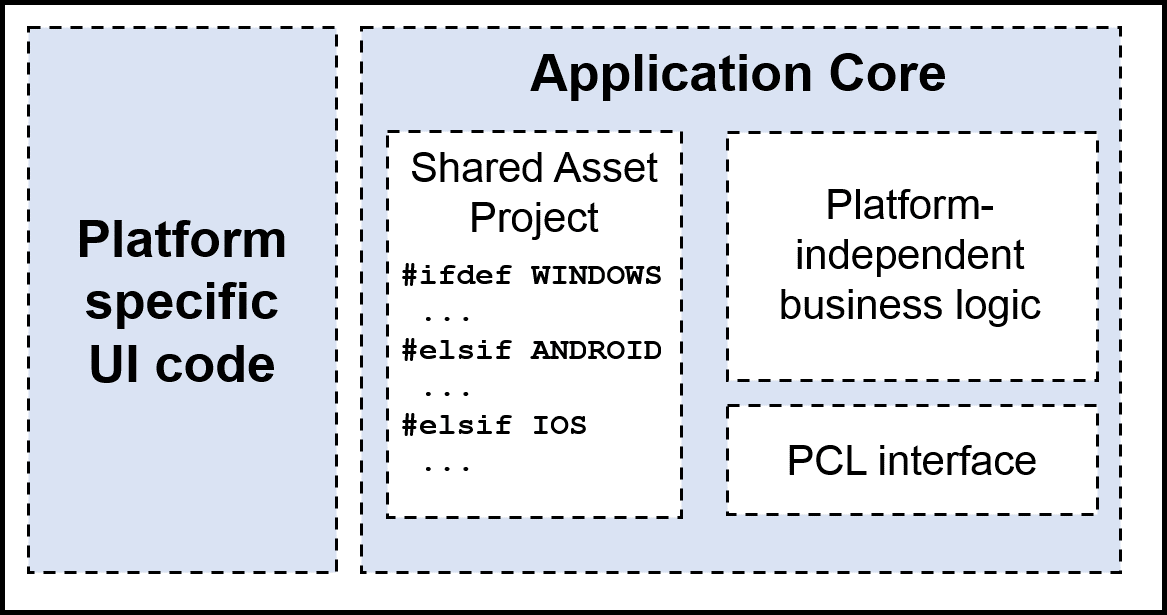 Platform
specific
UI code
Application Core
Shared Asset
Project
#ifdef WINDOWS
...
#elsif ANDROID
...
#elsif IOS
...
Platform-
independent
business logic
PCL interface